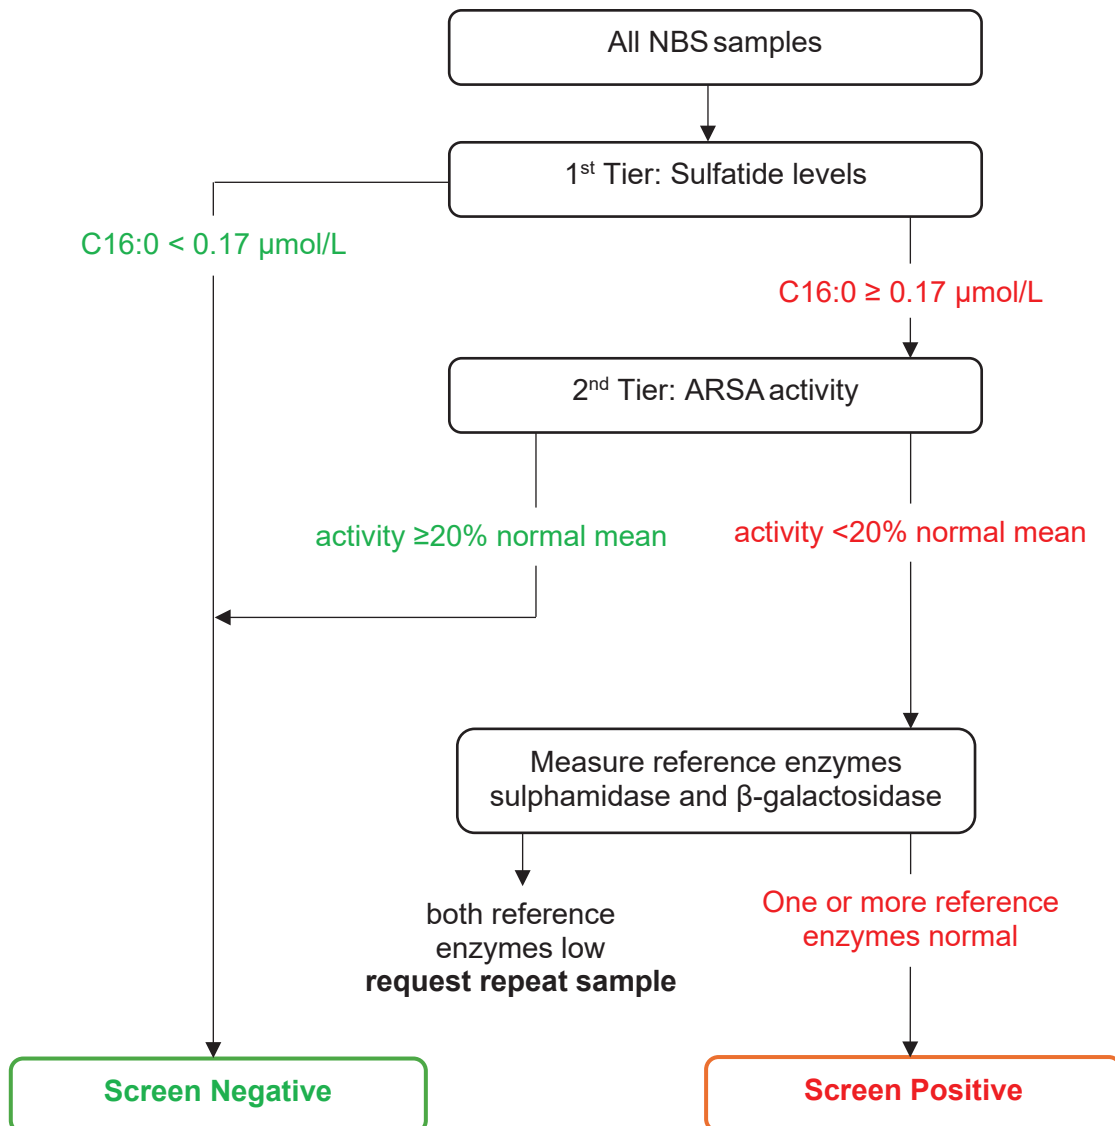 All NBS samples
1st Tier: Sulfatide levels
C16:0 < 0.17 μmol/L
C16:0 ≥ 0.17 μmol/L
2nd Tier: ARSA activity
activity ≥20% normal mean
activity <20% normal mean
Measure reference enzymes
sulphamidase and β-galactosidase
both reference
enzymes low
request repeat sample
One or more reference
enzymes normal
Screen Negative
Screen Positive